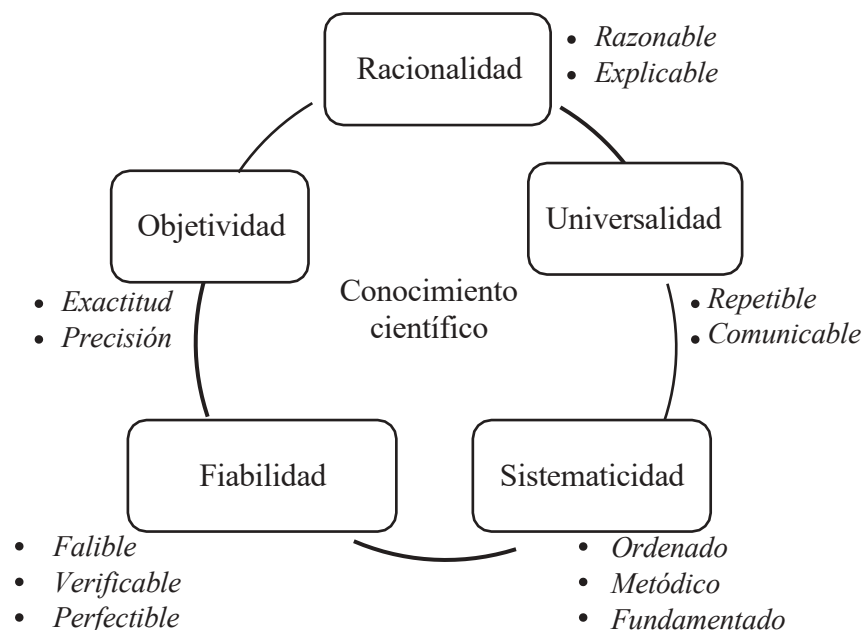 Racionalidad
• Razonable
• Explicable
Universalidad
• Repetible
• Comunicable
Sistematicidad
• Ordenado
• Metódico
• Fundamentado
Fiabilidad
• Falible
• Verificable
• Perfectible
Objetividad
• Exactitud
• Precisión
Conocimiento
científico